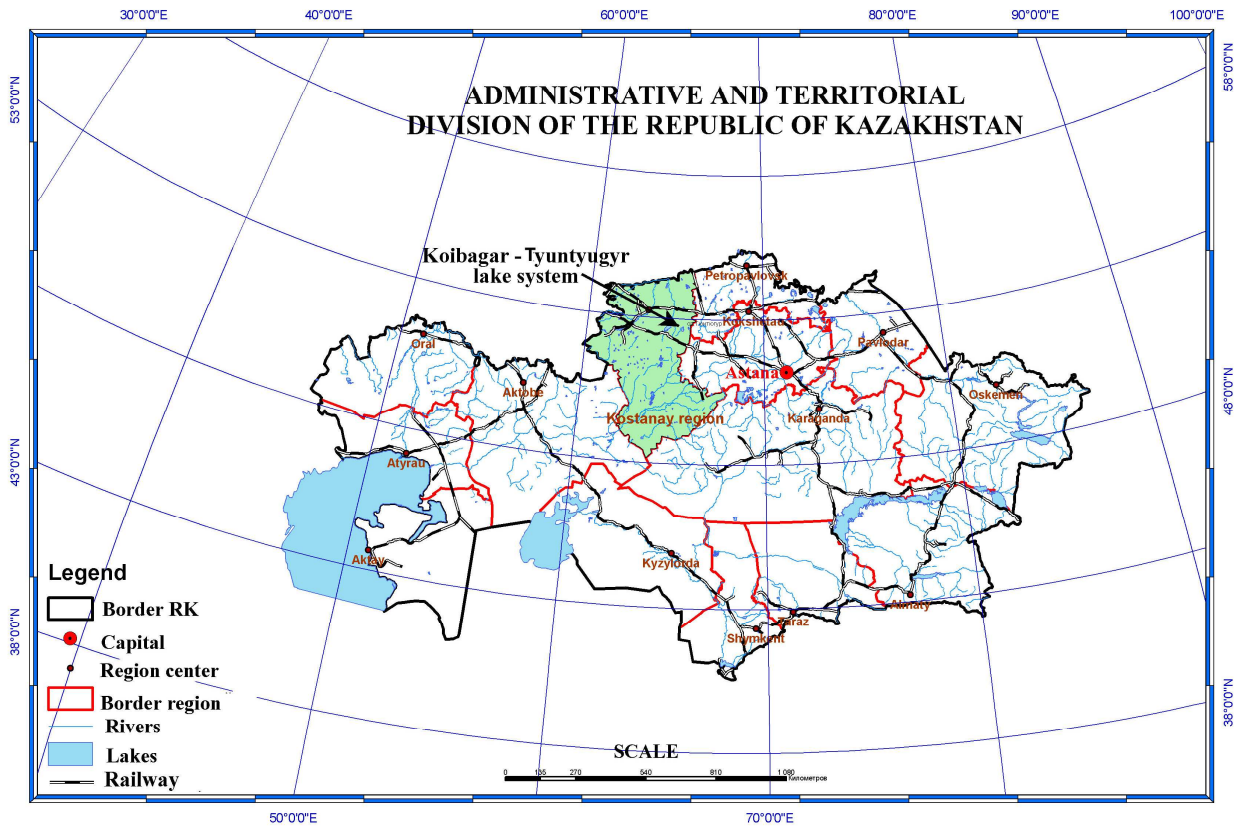 30°0'0"E 40°0'0"E 60°0'0"E 80°0'0"E 90°0'0"E 100°0'0"E
53°0'0"N
58°0'0"N
ADMINISTRATIVE AND TERRITORIAL
DIVISION OF THE REPUBLIC OF KAZAKHSTAN
Koibagar - Tyuntyugyr
lake system
Petropavlovsk
Kokshetau
Oral
Pavlodar
Astana
Aktobe
Oskemen
Kostanay region
Karaganda
48°0'0"N
43°0'0"N
Atyrau
Aktay
Kyzylorda
Almaty
Taraz
Shymkent
38°0'0"N
38°0'0"N
Legend
Border RK
Capital
Region center
Border region
Rivers
Lakes
Railway
SCALE
0 135 270 540 810 1 080
Километров
50°0'0"E 70°0'0"E